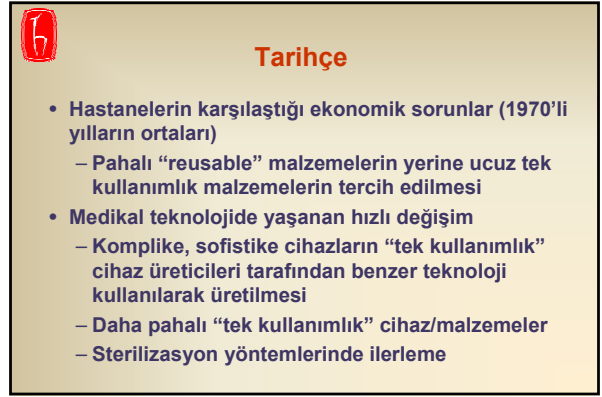 Tarihçe
• Hastanelerin karşılaştığı ekonomik sorunlar (1970'li
yılların ortaları)
– Pahalı “reusable” malzemelerin yerine ucuz tek
kullanımlık malzemelerin tercih edilmesi
• Medikal teknolojide yaşanan hızlı değişim
– Komplike, sofistike cihazların “tek kullanımlık”
cihaz üreticileri tarafından benzer teknoloji
kullanılarak üretilmesi
– Daha pahalı “tek kullanımlık” cihaz/malzemeler
– Sterilizasyon yöntemlerinde ilerleme